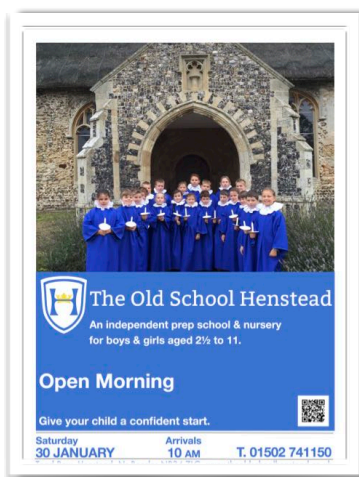 The Old School Henstead
An independent prep school & nursery
for boys & girls aged 2½ to 11.
Open Morning
Give your child a confident start.
Saturday Arrivals
30 JANUARY 10 AM T. 01502 741150